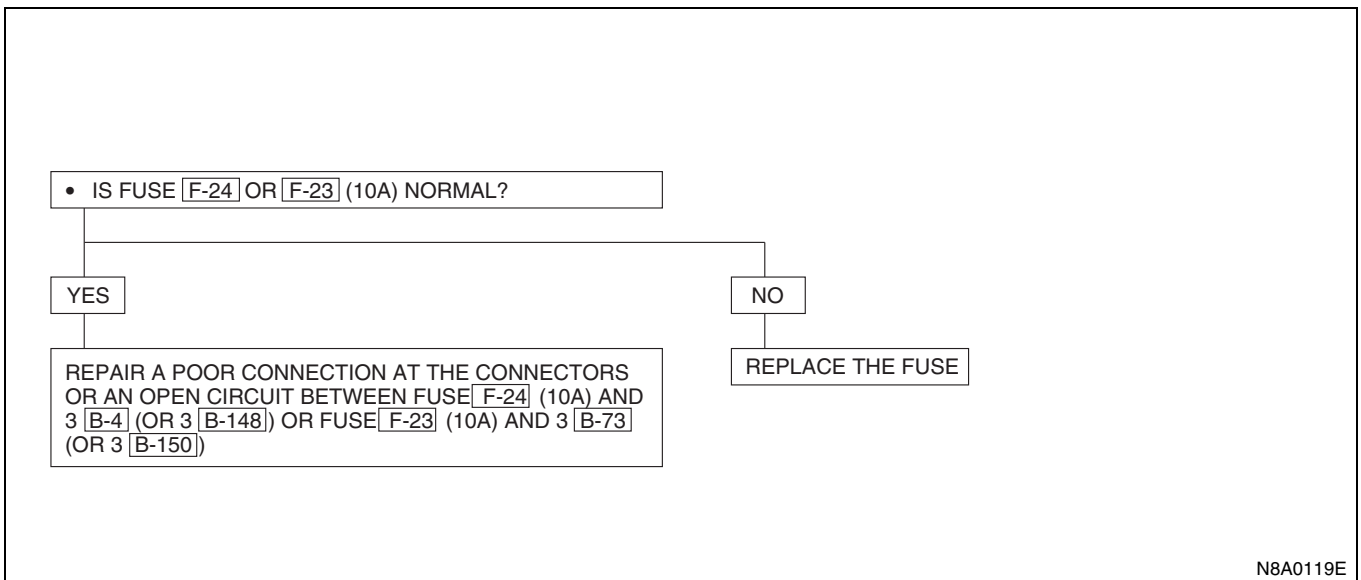 • IS FUSE F-24 OR F-23 (10A) NORMAL?
YES
NO
REPAIR A POOR CONNECTION AT THE CONNECTORS
OR AN OPEN CIRCUIT BETWEEN FUSE F-24 (10A) AND
3 B-4 (OR 3 B-148) OR FUSE F-23 (10A) AND 3 B-73
(OR 3 B-150)
REPLACE THE FUSE
N8A0119E